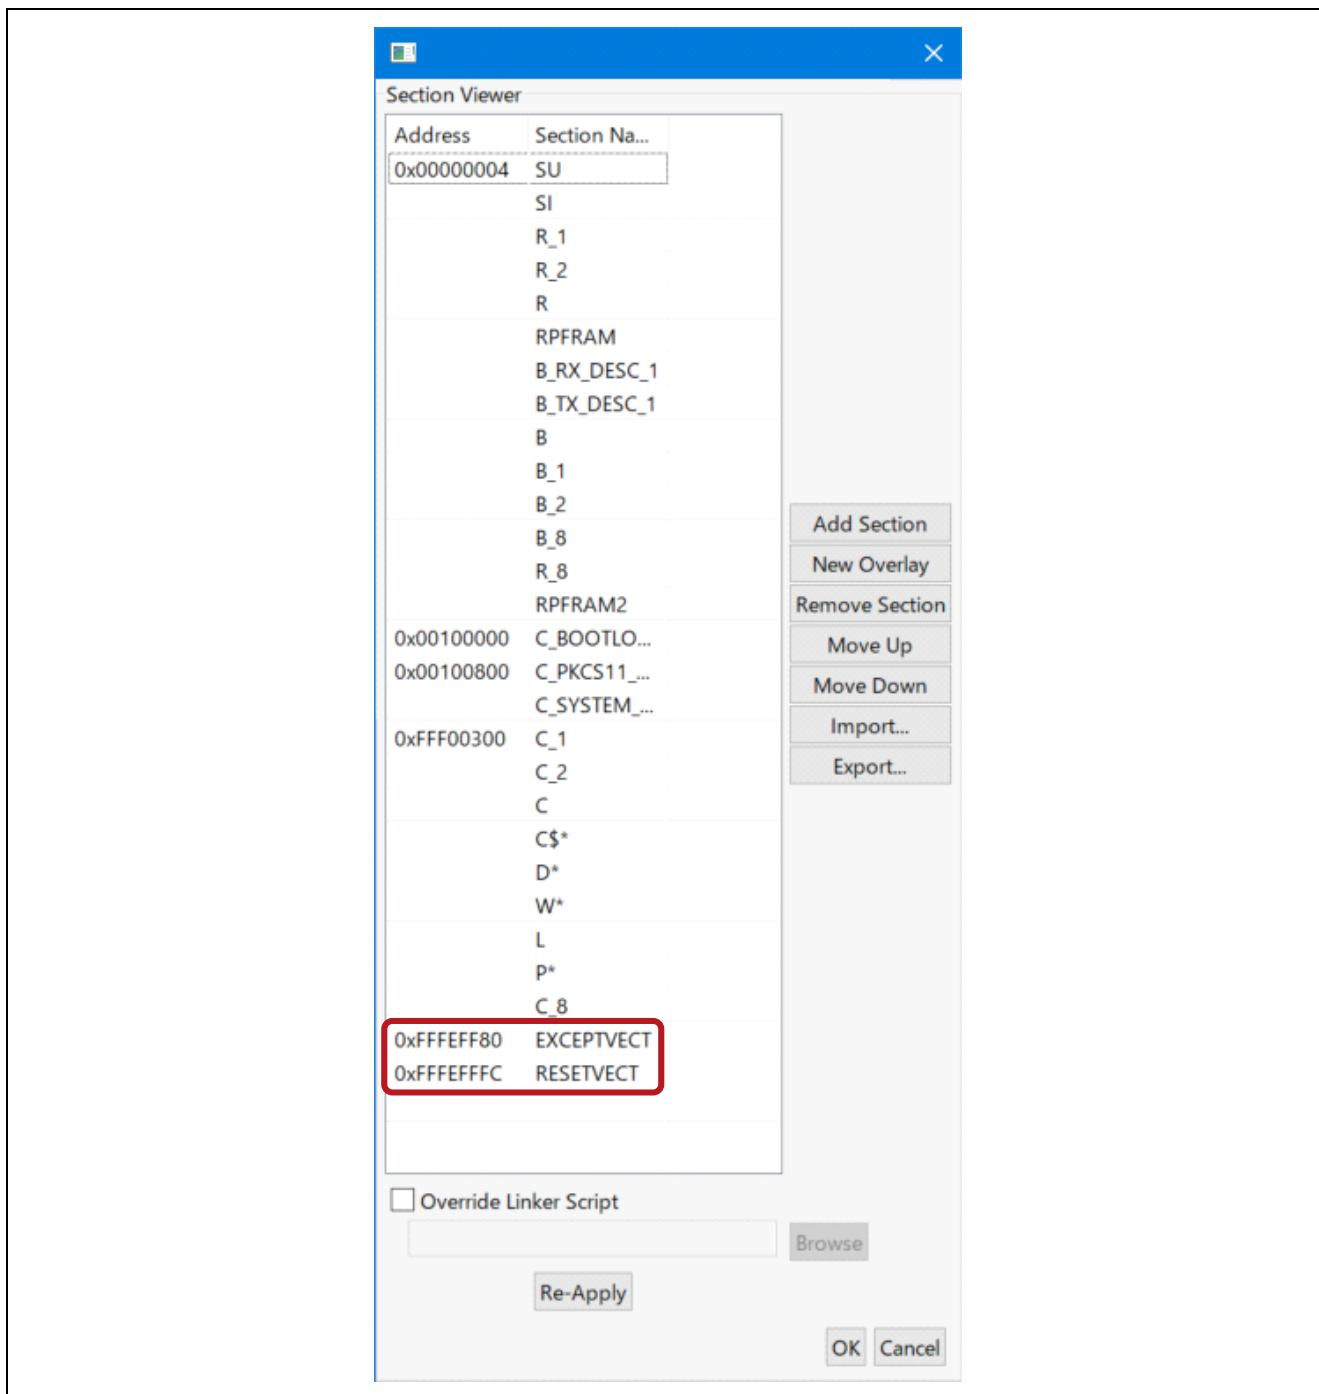 Section Viewer
Address Section Na...
0x00000004 SU
SI
R_1
R_2
R
RPFRAM
B_RX_DESC_1
B_TX_DESC_1
B
B_1
B_2
B_8
R_8
RPFRAM2
0x00100000 C_BOOTLO...
0x00100800 C_PKCS11_...
C_SYSTEM_...
0xFFF00300 C_1
C_2
C
C$*
D*
W*
L
P*
C_8
0xFFFEFF80 EXCEPTVECT
0xFFFEFFFC RESETVECT
Add Section
New Overlay
Remove Section
Move Up
Move Down
Import...
Export...
Override Linker Script
Browse
Re-Apply
OK Cancel